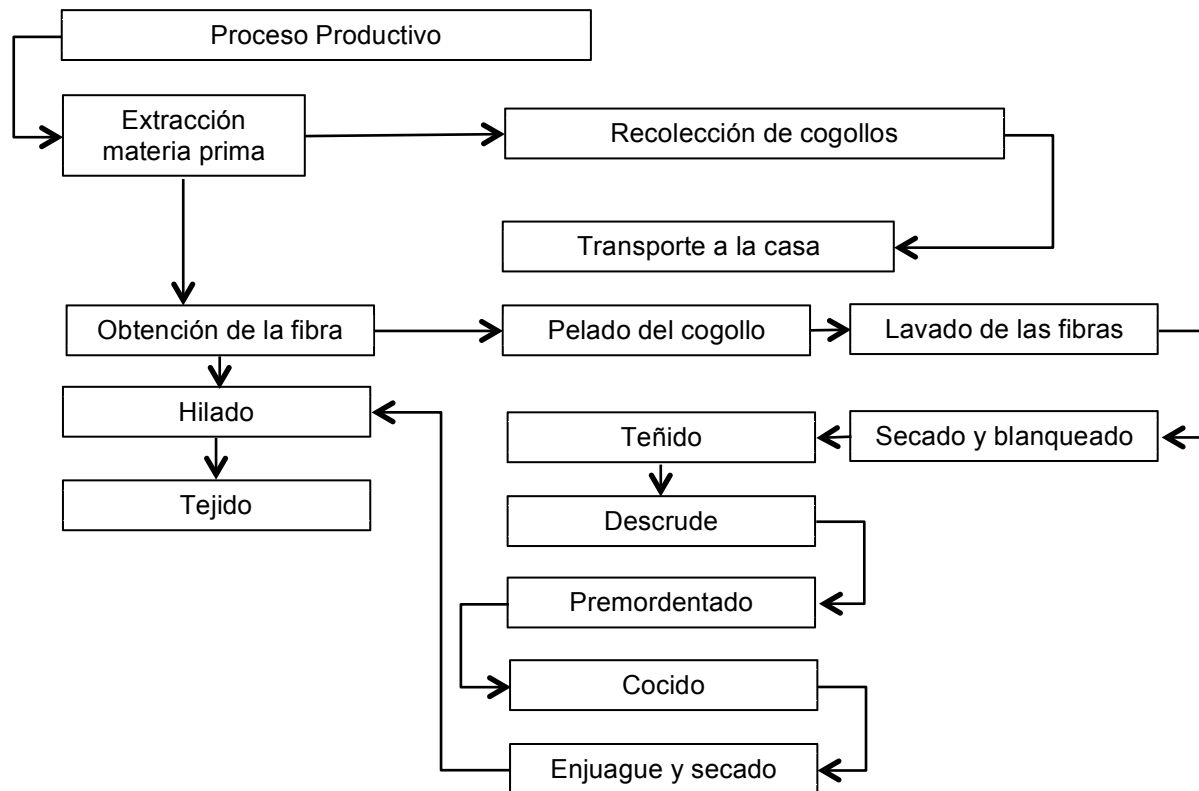 Proceso Productivo
Extracción
materia prima
Recolección de cogollos
Transporte a la casa
Obtención de la fibra
Pelado del cogollo
Lavado de las fibras
Hilado
Teñido
Secado y blanqueado
Tejido
Descrude
Premordentado
Cocido
Enjuague y secado